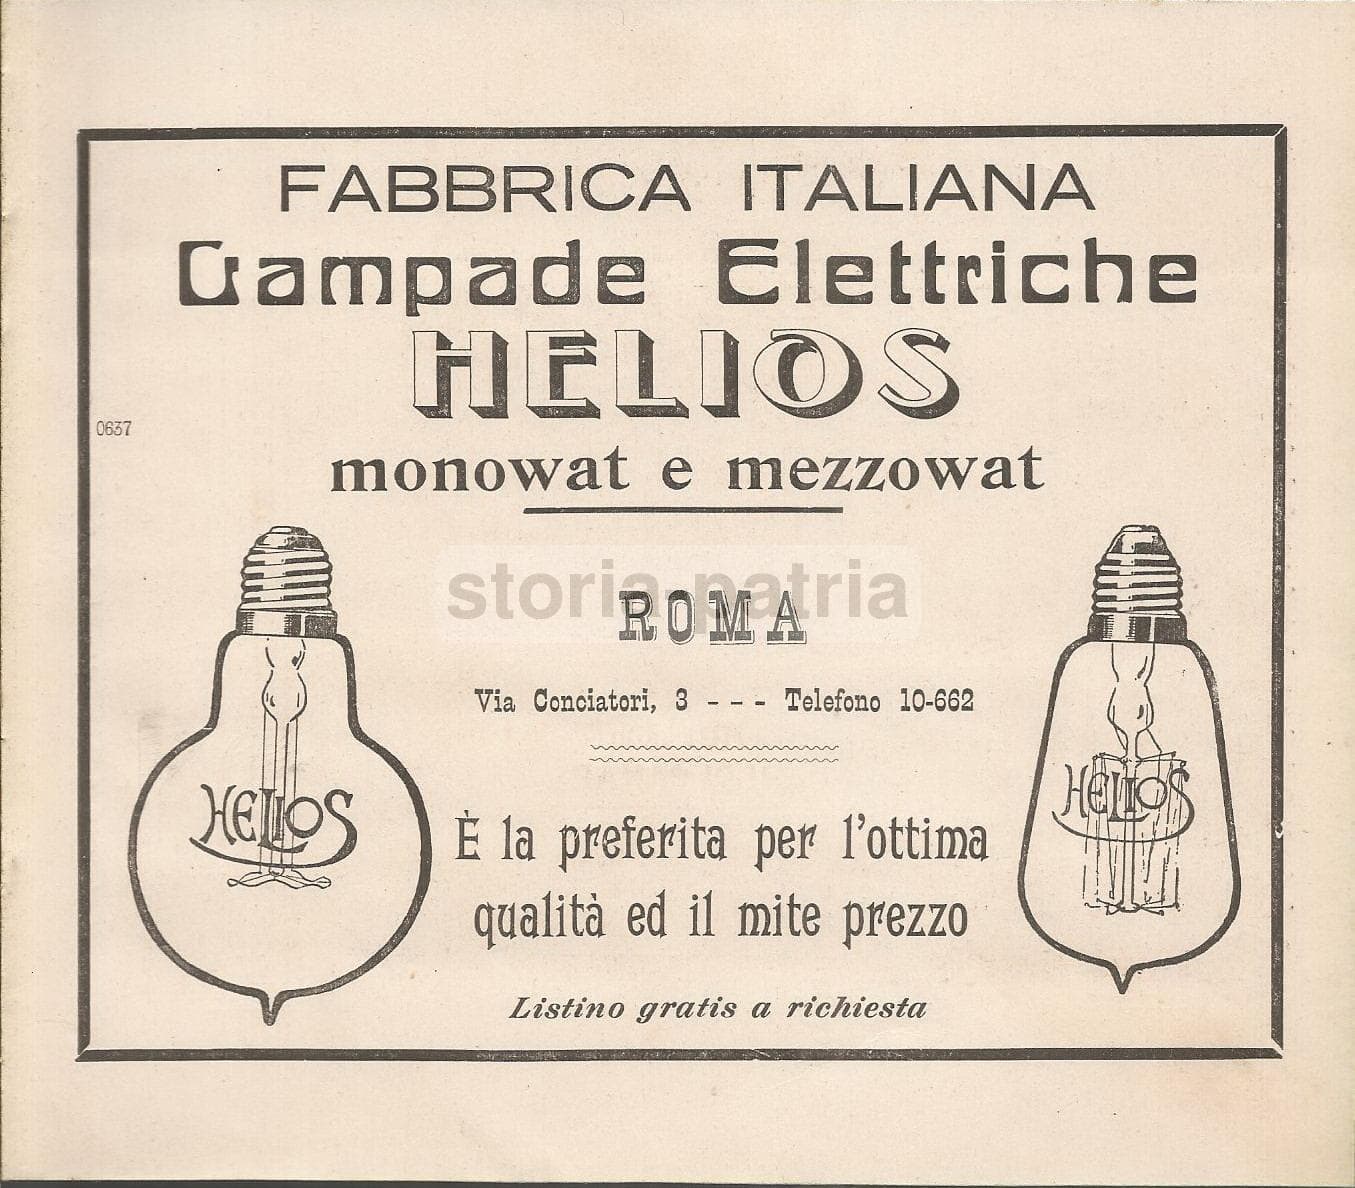 FABBRICA ITALIANA
Lampade Elettriche
HELIOS
0637
monowat e mezzowat
storia-patria
ROMA
Via Conciatori, 3 - - - Telefono 10-662
HELIOS
HELIOS
È la preferita per l'ottima
qualità ed il mite prezzo
Listino gratis a richiesta